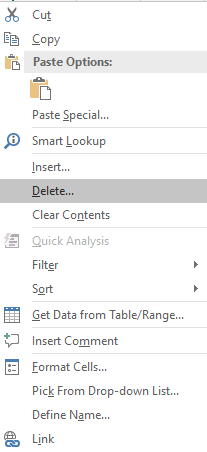 Cut
Copy
Paste Options:
Paste Special...
Smart Lookup
Insert...
Delete...
Clear Contents
Quick Analysis
Filter
Sort
Get Data from Table/Range...
Insert Comment
Format Cells...
Pick From Drop-down List...
Define Name...
Link